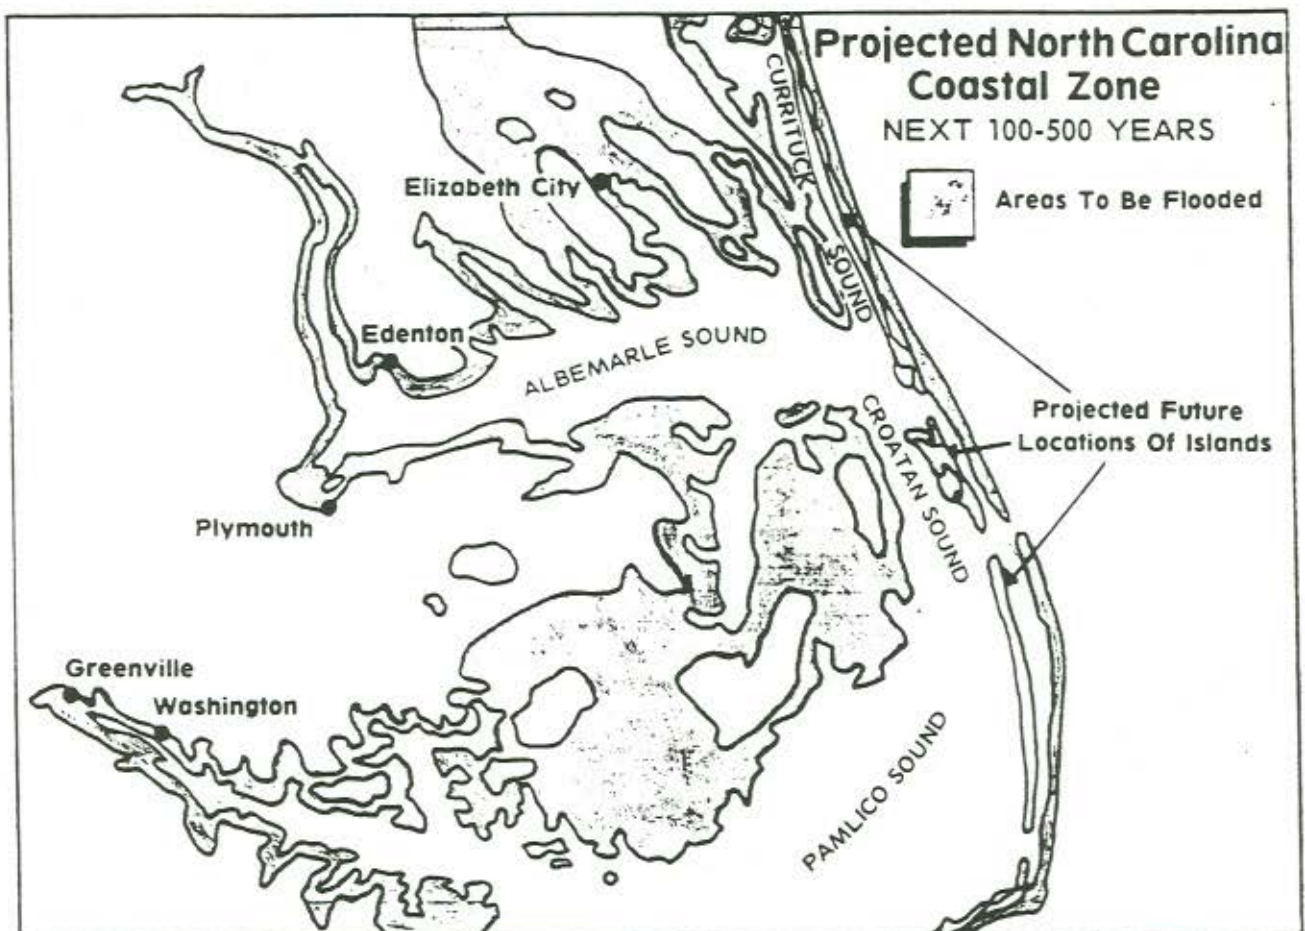 Projected North Carolina
Coastal Zone
NEXT 100-500 YEARS
Areas To Be Flooded
CURRITUCK
SOUND
Elizabeth City
Edenton
ALBEMARLE SOUND
Projected Future
Locations Of Islands
CROATAN SOUND
Plymouth
Greenville
Washington
PAMLICO SOUND